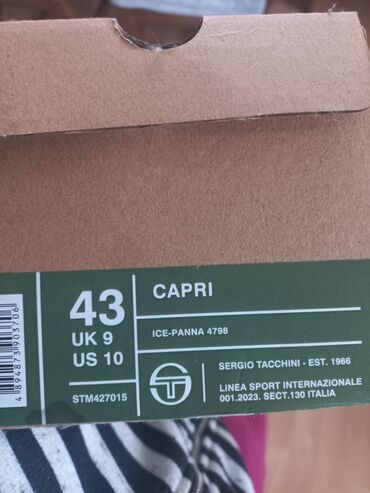 43
UK 9
US 10
STM427015
CAPRI
ICE-PANNA 4798
SERGIO TACCHINI - EST. 1966
LINEA SPORT INTERNAZIONALE
001.2023. SECT.130 ITALIA
4894873903706